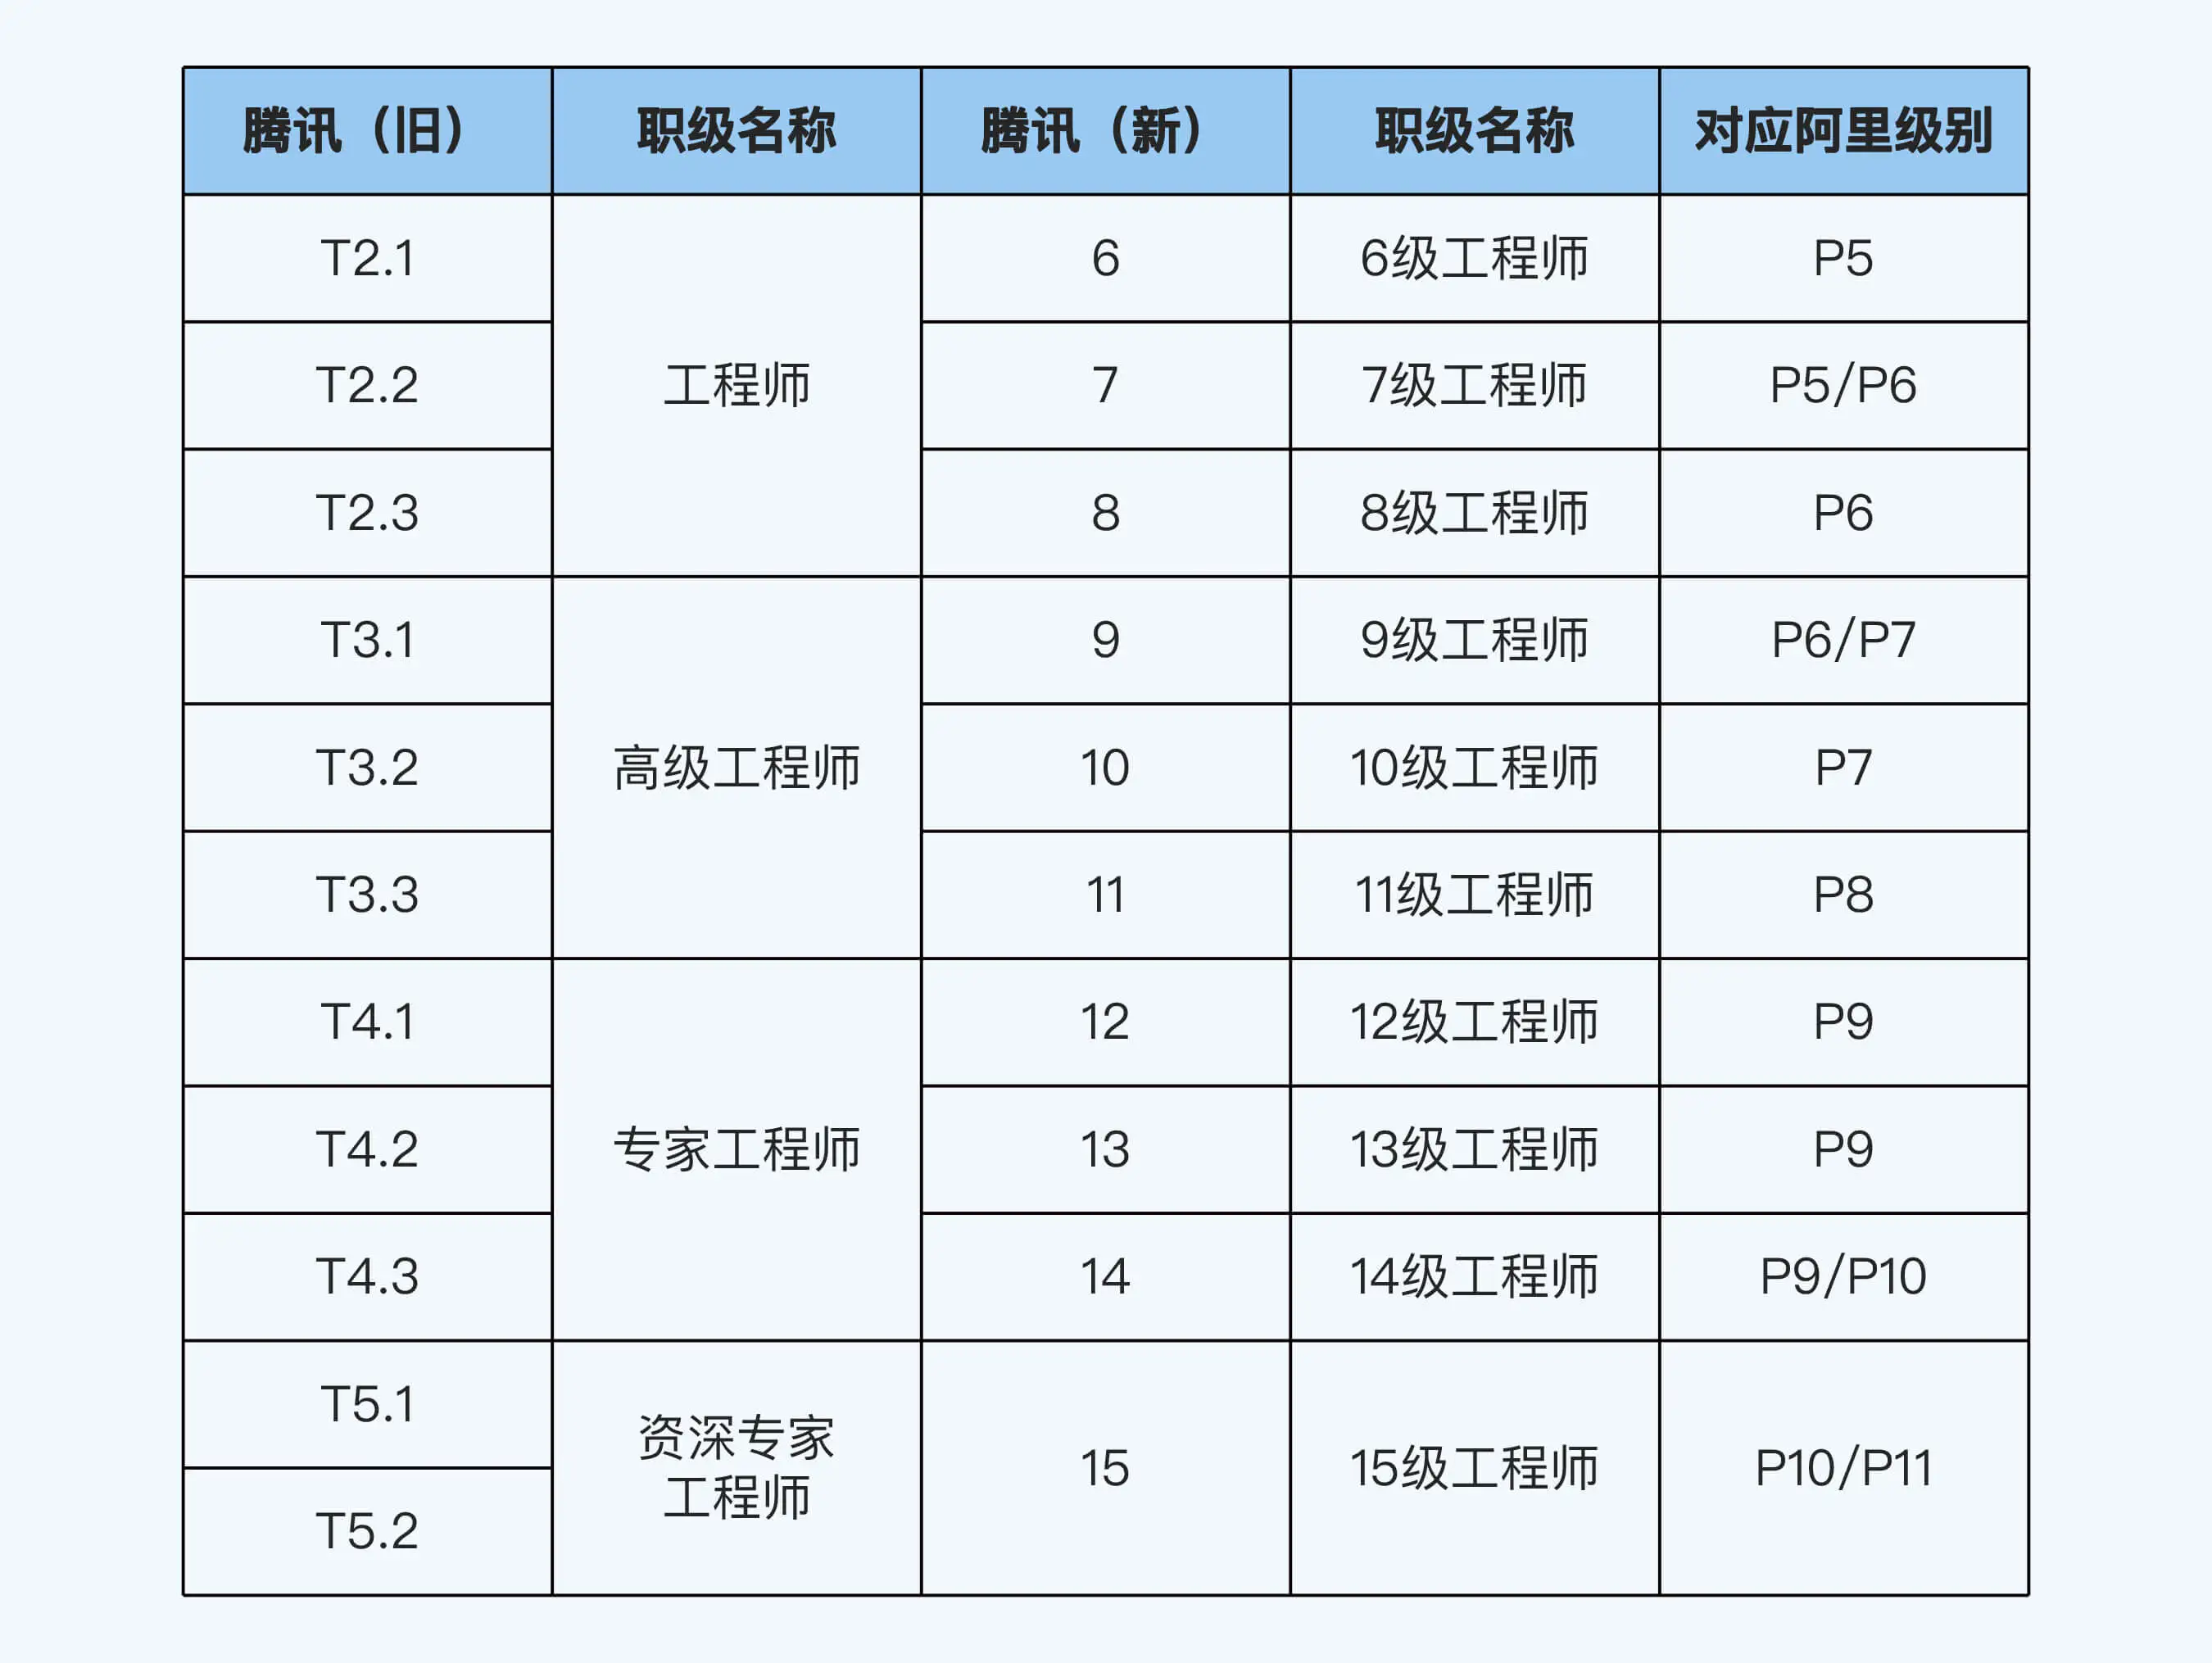 腾讯（旧） 职级名称 腾讯（新） 职级名称 对应阿里级别
T2.1 6 6级工程师 P5
T2.2 工程师 7 7级工程师 P5/P6
T2.3 8 8级工程师 P6
T3.1 9 9级工程师 P6/P7
T3.2 高级工程师 10 10级工程师 P7
T3.3 11 11级工程师 P8
T4.1 12 12级工程师 P9
T4.2 专家工程师 13 13级工程师 P9
T4.3 14 14级工程师 P9/P10
T5.1
资深专家
工程师
15 15级工程师 P10/P11
T5.2